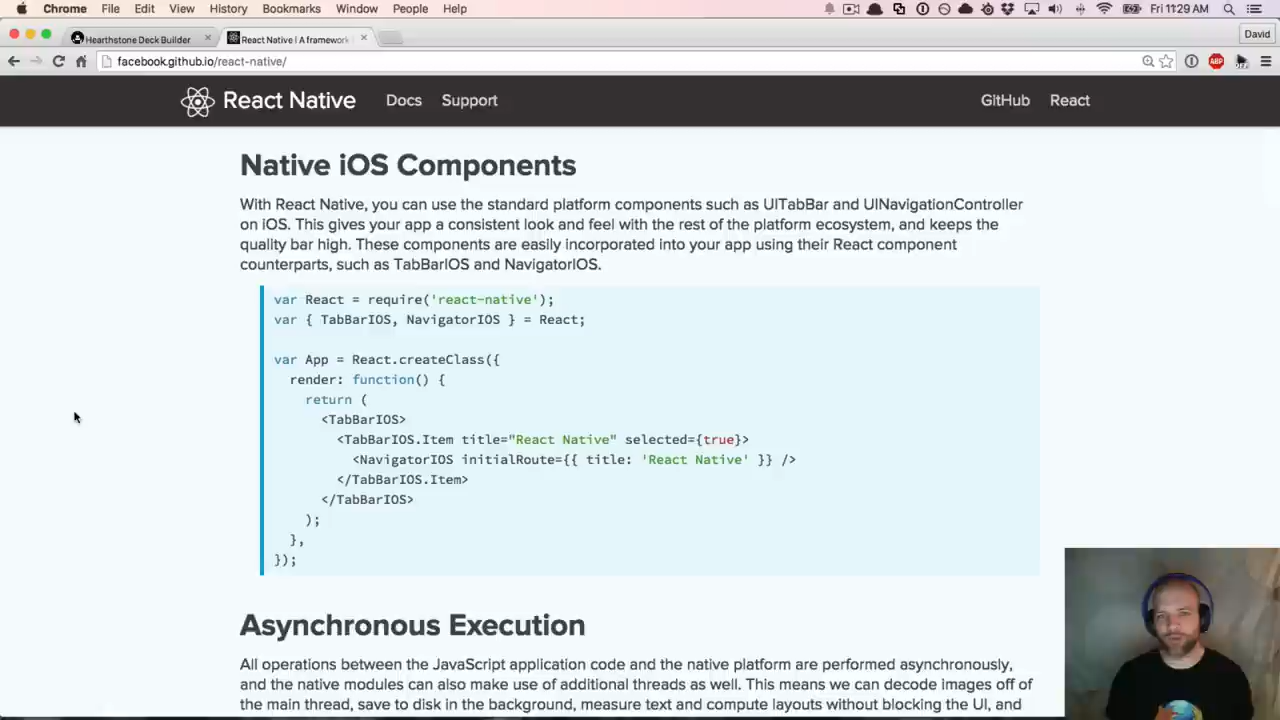 Chrome File Edit View History Bookmarks Window People Help Fri 11:29 AM
Hearthstone Deck Builder × React Native | A framework × David
facebook.github.io/react-native/ ABP
React Native Docs Support GitHub React
Native iOS Components
With React Native, you can use the standard platform components such as UITabBar and UINavigationController
on iOS. This gives your app a consistent look and feel with the rest of the platform ecosystem, and keeps the
quality bar high. These components are easily incorporated into your app using their React component
counterparts, such as TabBarIOS and NavigatorIOS.
var React = require('react-native');
var { TabBarIOS, NavigatorIOS } = React;
var App = React.createClass({
render: function() {
return (
<TabBarIOS>
<TabBarIOS.Item title="React Native" selected={true}>
<NavigatorIOS initialRoute={{ title: 'React Native' }} />
</TabBarIOS.Item>
</TabBarIOS>
);
},
});
Asynchronous Execution
All operations between the JavaScript application code and the native platform are performed asynchronously,
and the native modules can also make use of additional threads as well. This means we can decode images off of
the main thread, save to disk in the background, measure text and compute layouts without blocking the UI, and